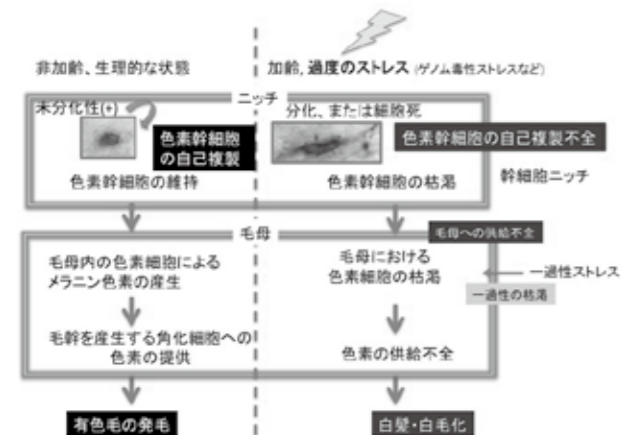 非加齢、生理的な状態
加齢, 過度のストレス (ゲノム毒性ストレスなど)
ニッチ
未分化性(+)
色素幹細胞
の自己複製
色素幹細胞の維持
分化、または細胞死
色素幹細胞の自己複製不全
色素幹細胞の枯渇
幹細胞ニッチ
毛母
毛母への供給不全
毛母内の色素細胞による
メラニン色素の産生
毛幹を産生する角化細胞への
色素の提供
有色毛の発毛
毛母における
色素細胞の枯渇
一過性ストレス
一過性の枯渇
色素の供給不全
白髪・白毛化